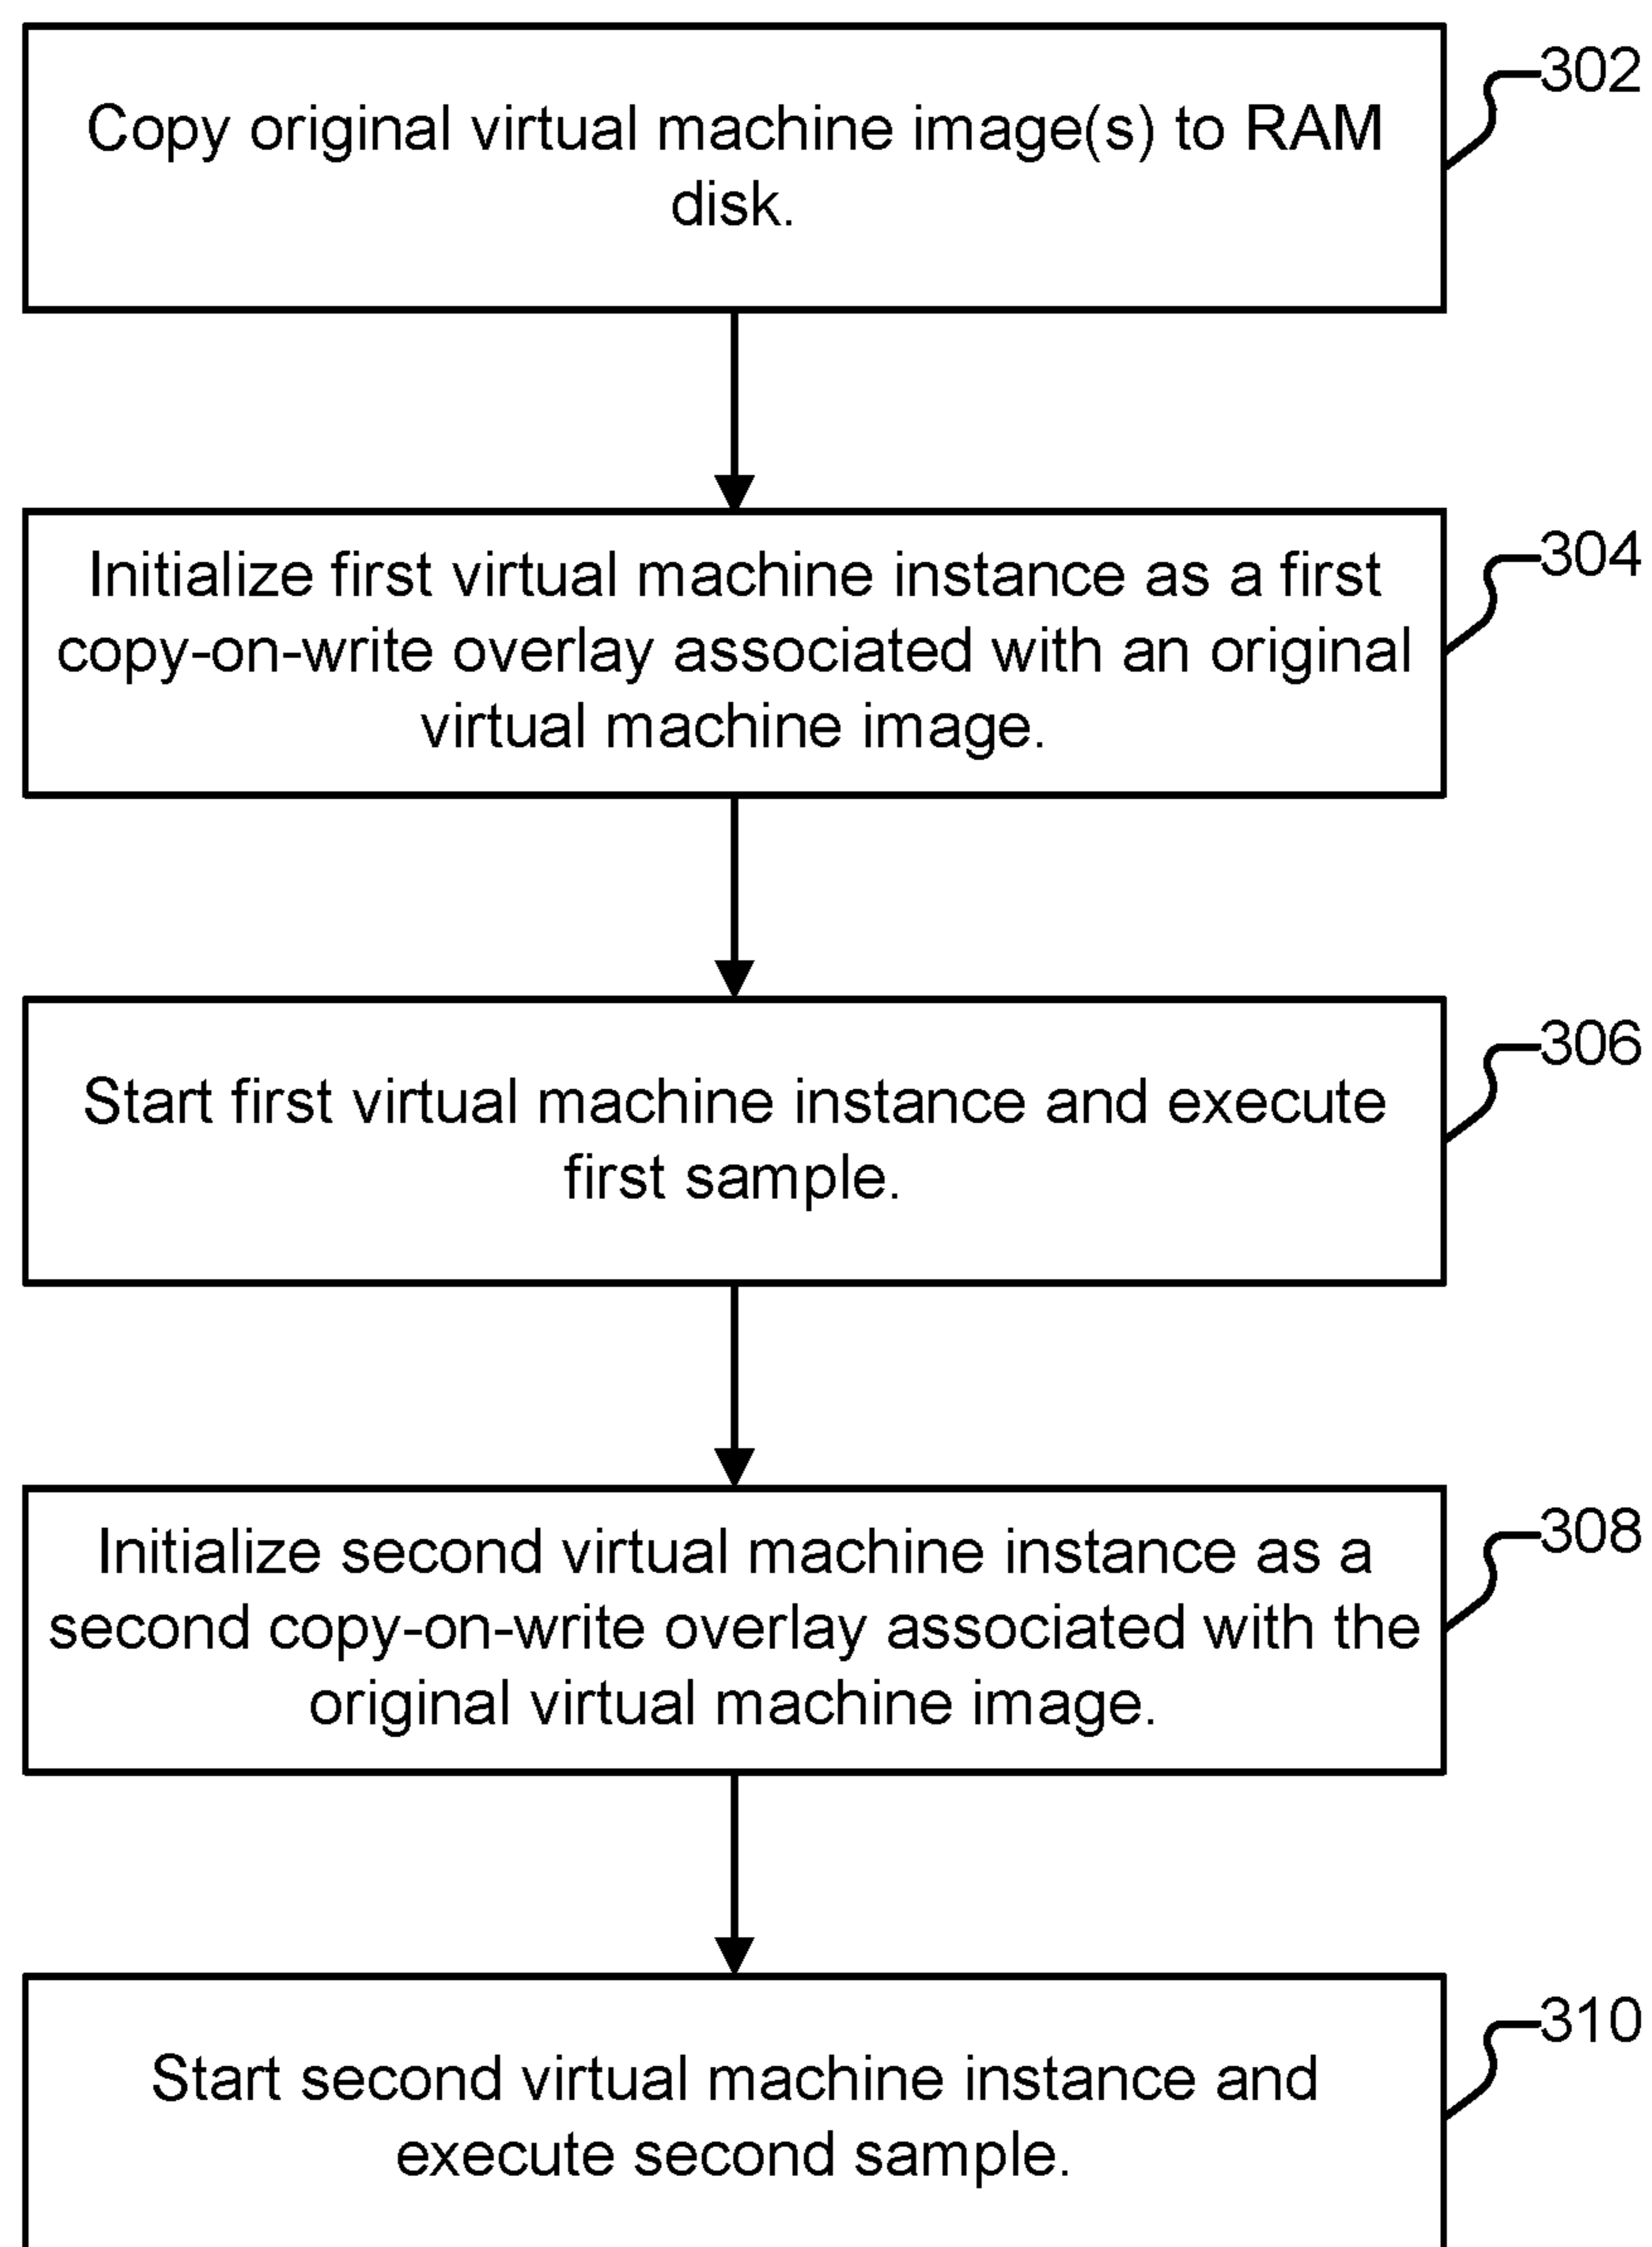 302
Copy original virtual machine image(s) to RAM
disk.
304
Initialize first virtual machine instance as a first
copy-on-write overlay associated with an original
virtual machine image.
306
Start first virtual machine instance and execute
first sample.
308
Initialize second virtual machine instance as a
second copy-on-write overlay associated with the
original virtual machine image.
310
Start second virtual machine instance and
execute second sample.